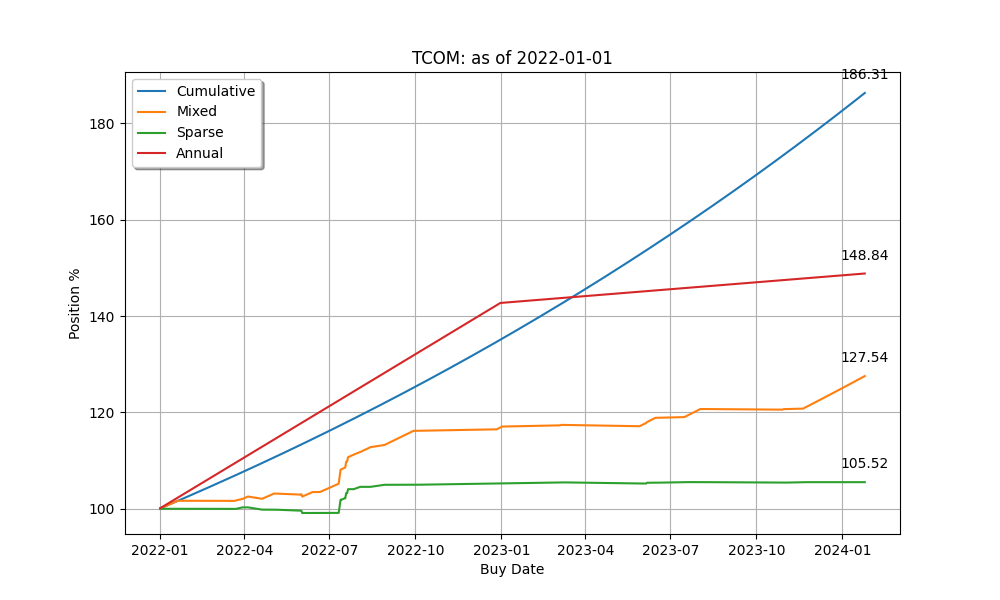 TCOM: as of 2022-01-01
186.31
Cumulative
Mixed
Sparse
Annual
180
160
148.84
140
127.54
120
105.52
100
Position %
2022-01 2022-04 2022-07 2022-10 2023-01 2023-04 2023-07 2023-10 2024-01
Buy Date